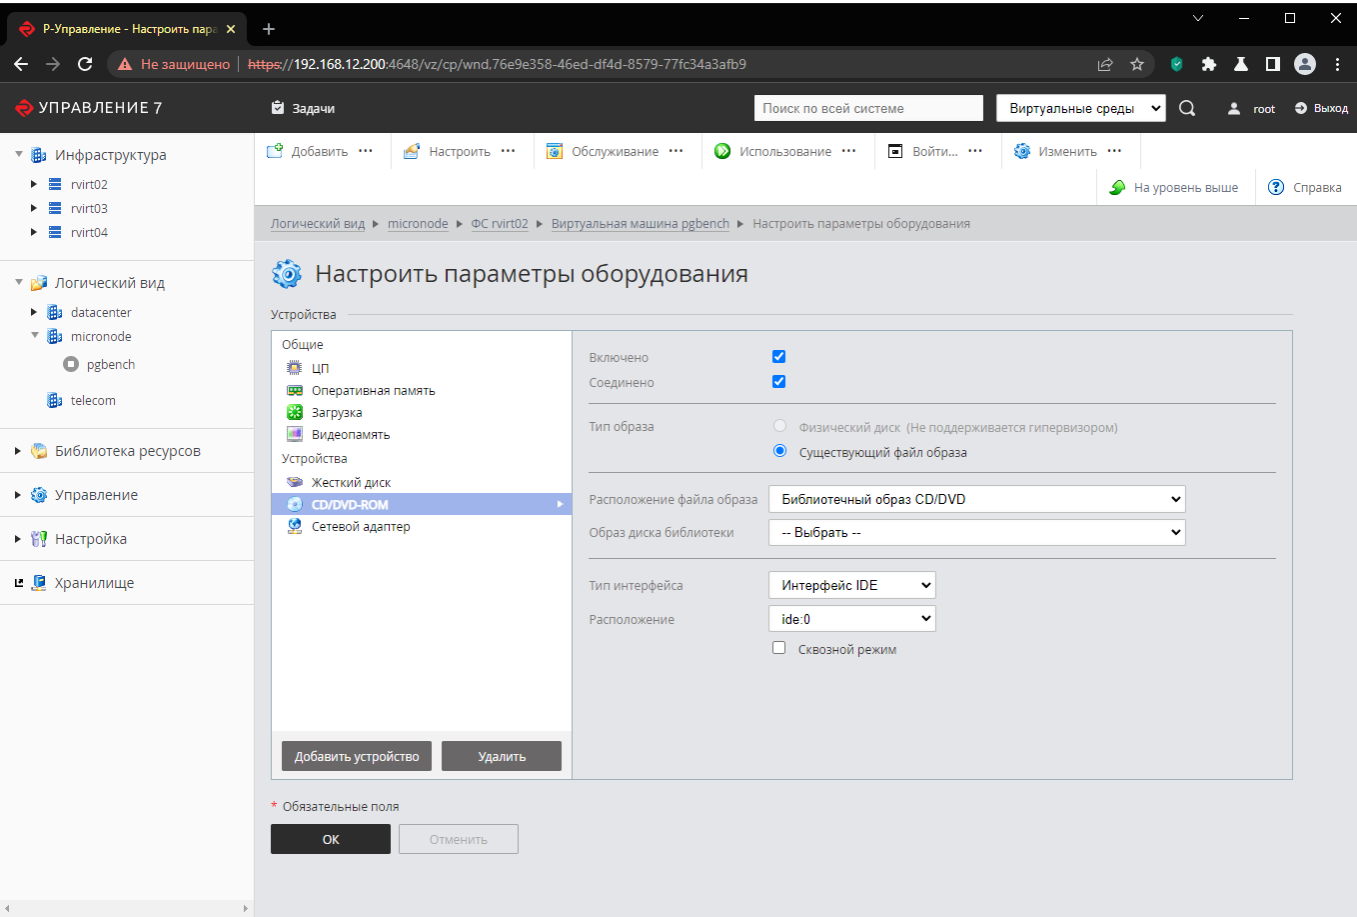 Р-Управление - Настроить пара
Не защищено
https://192.168.12.200:4648/vz/cp/wnd,76e9e358-46ed-df4d-8579-77fc34a3afb9
УПРАВЛЕНИЕ 7
Задачи
Поиск по всей системе
Виртуальные среды
root
Выход
Инфраструктура
rvirt02
rvirt03
rvirt04
Логический вид
datacenter
micronode
pgbench
telecom
Библиотека ресурсов
Управление
Настройка
Хранилище
Добавить ···
Настроить ···
Обслуживание ···
Использование ···
Войти... ···
Изменить ···
На уровень выше
Справка
Логический вид
micronode
ФС rvirt02
Виртуальная машина pgbench
Настроить параметры оборудования
Настроить параметры оборудования
Устройства
Общие
ЦП
Оперативная память
Загрузка
Видеопамять
Устройства
Жесткий диск
CD/DVD-ROM
Сетевой адаптер
Добавить устройство
Удалить
Включено
Соединено
Тип образа
Физический диск (Не поддерживается гипервизором)
Существующий файл образа
Расположение файла образа
Библиотечный образ CD/DVD
Образ диска библиотеки
-- Выбрать --
Тип интерфейса
Интерфейс IDE
Расположение
ide:0
Сквозной режим
* Обязательные поля
ОК
Отменить